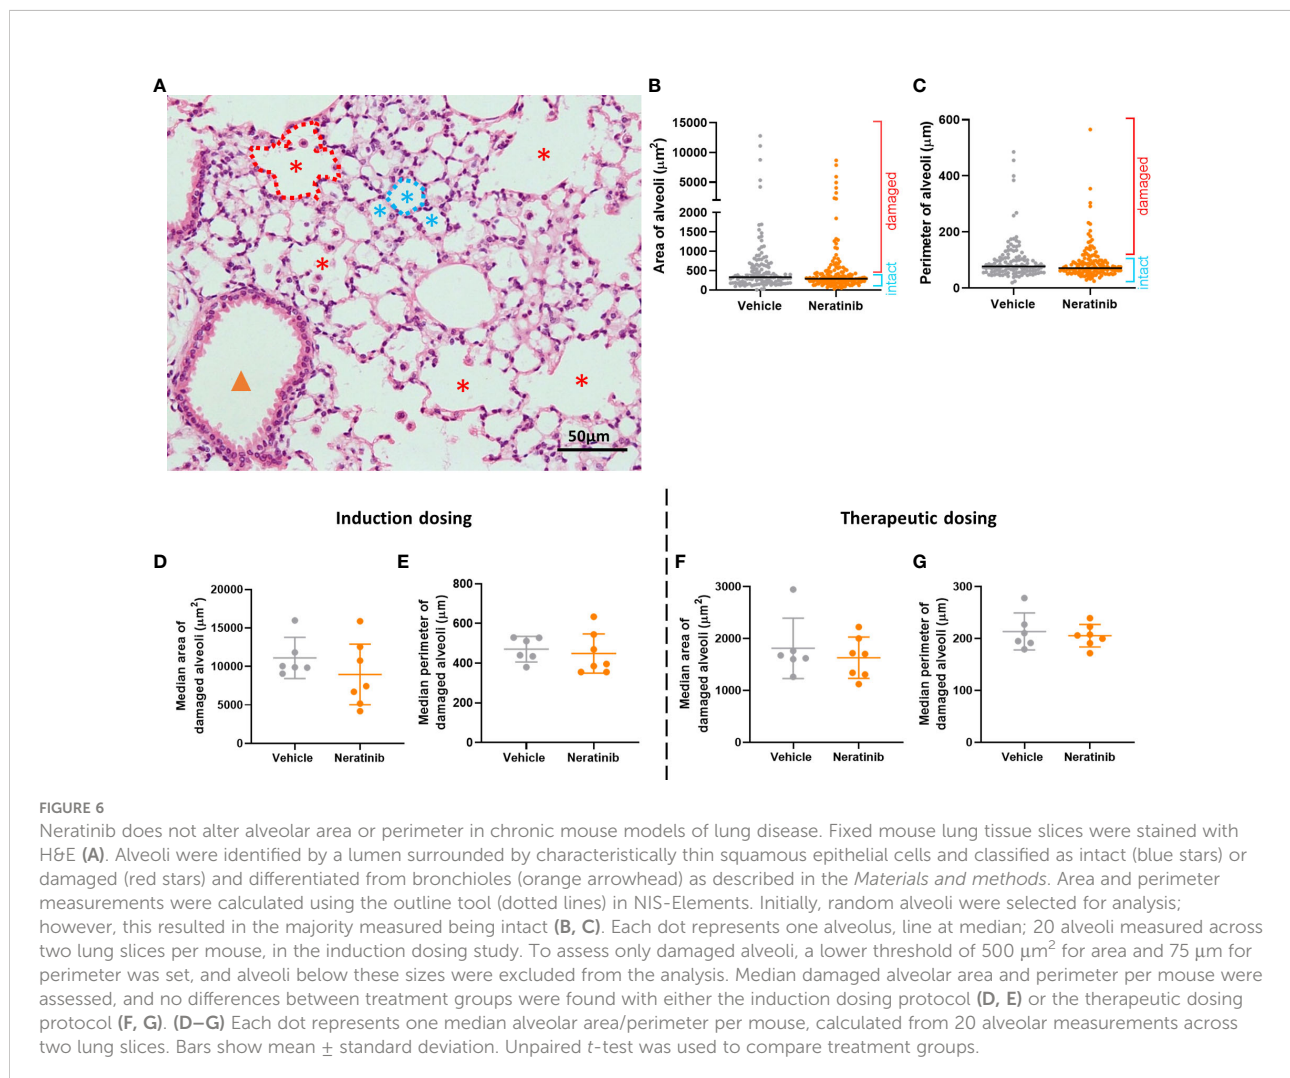 A
B
C
Area of alveoli (μm²)
15000
10000
5000
2000
1500
1000
500
0
Vehicle
Neratinib
damaged
intact
Perimeter of alveoli (μm)
600
400
200
0
Vehicle
Neratinib
damaged
intact
*
*
*
*
*
*
*
*
50μm
Induction dosing
Therapeutic dosing
D
Median area of
damaged alveoli (μm²)
20000
15000
10000
5000
0
Vehicle
Neratinib
E
Median perimeter of
damaged alveoli (μm)
800
600
400
200
0
Vehicle
Neratinib
F
Median area of
damaged alveoli (μm²)
3000
2000
1000
0
Vehicle
Neratinib
G
Median perimeter of
damaged alveoli (μm)
300
200
100
0
Vehicle
Neratinib
FIGURE 6
Neratinib does not alter alveolar area or perimeter in chronic mouse models of lung disease. Fixed mouse lung tissue slices were stained with
H&E (A). Alveoli were identified by a lumen surrounded by characteristically thin squamous epithelial cells and classified as intact (blue stars) or
damaged (red stars) and differentiated from bronchioles (orange arrowhead) as described in the Materials and methods. Area and perimeter
measurements were calculated using the outline tool (dotted lines) in NIS-Elements. Initially, random alveoli were selected for analysis;
however, this resulted in the majority measured being intact (B, C). Each dot represents one alveolus, line at median; 20 alveoli measured across
two lung slices per mouse, in the induction dosing study. To assess only damaged alveoli, a lower threshold of 500 μm² for area and 75 μm for
perimeter was set, and alveoli below these sizes were excluded from the analysis. Median damaged alveolar area and perimeter per mouse were
assessed, and no differences between treatment groups were found with either the induction dosing protocol (D, E) or the therapeutic dosing
protocol (F, G). (D–G) Each dot represents one median alveolar area/perimeter per mouse, calculated from 20 alveolar measurements across
two lung slices. Bars show mean ± standard deviation. Unpaired t-test was used to compare treatment groups.